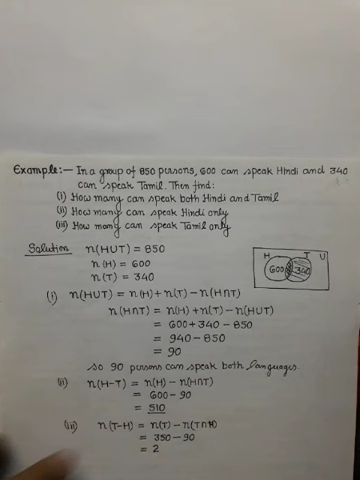 Example:— In a group of 850 persons, 600 can speak Hindi and 340
can speak Tamil. Then find:
(i) How many can speak both Hindi and Tamil
(ii) How many can speak Hindi only
(iii) How many can speak Tamil only
Solution n(HUT) = 850
n(H) = 600
n(T) = 340
H T U
600 340
(i) n(HUT) = n(H) + n(T) - n(H∩T)
n(H∩T) = n(H) + n(T) - n(HUT)
= 600 + 340 - 850
= 940 - 850
= 90
so 90 persons can speak both languages.
(ii) n(H-T) = n(H) - n(H∩T)
= 600 - 90
= 510
(iii) n(T-H) = n(T) - n(T∩H)
= 350 - 90
= 2